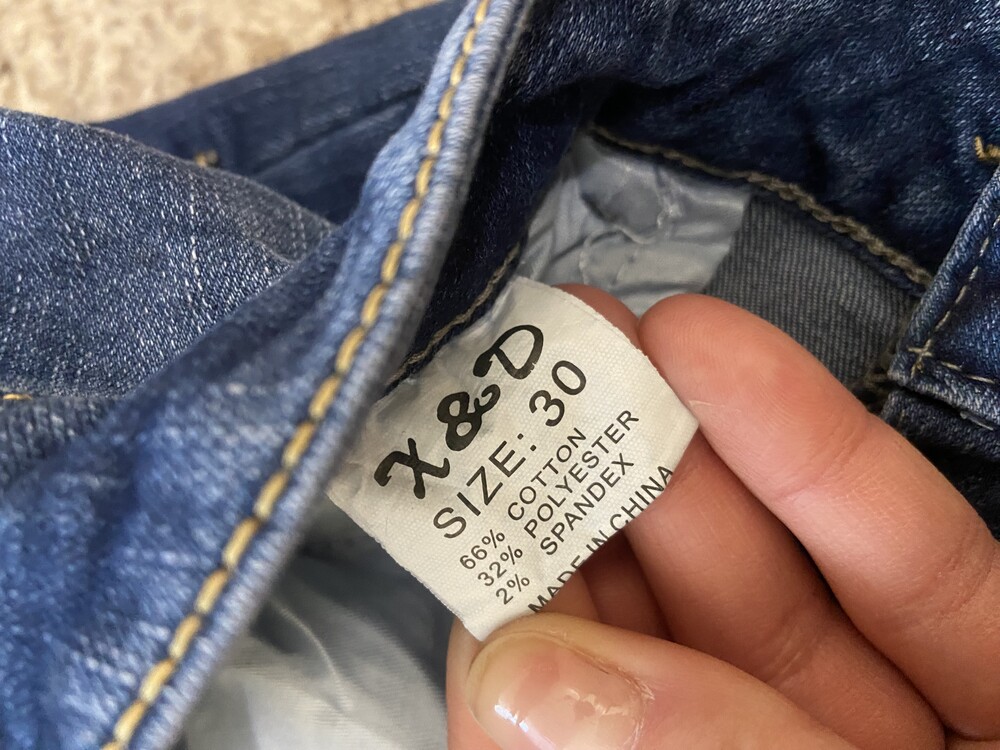 X&D
SIZE: 30
66% COTTON
32% POLYESTER
2% SPANDEX
MADE IN CHINA